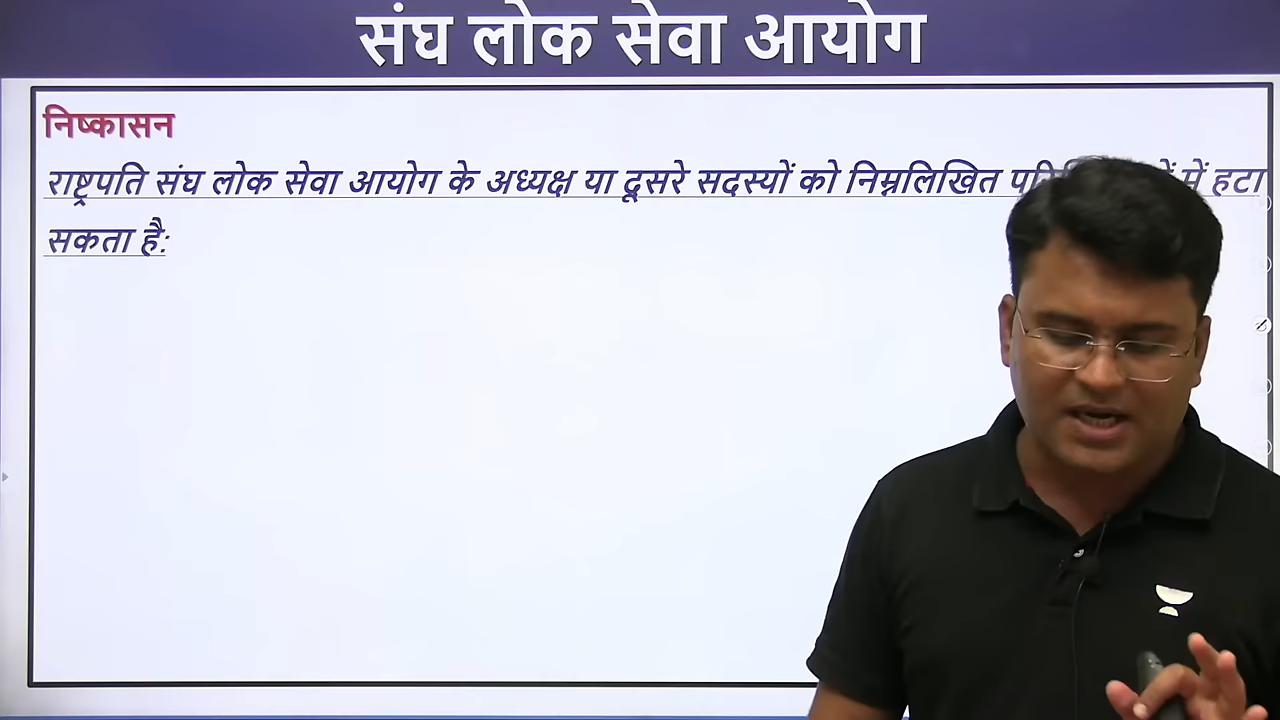 संघ लोक सेवा आयोग
निष्कासन
राष्ट्रपति संघ लोक सेवा आयोग के अध्यक्ष या दूसरे सदस्यों को निम्नलिखित में हटा
सकता है: